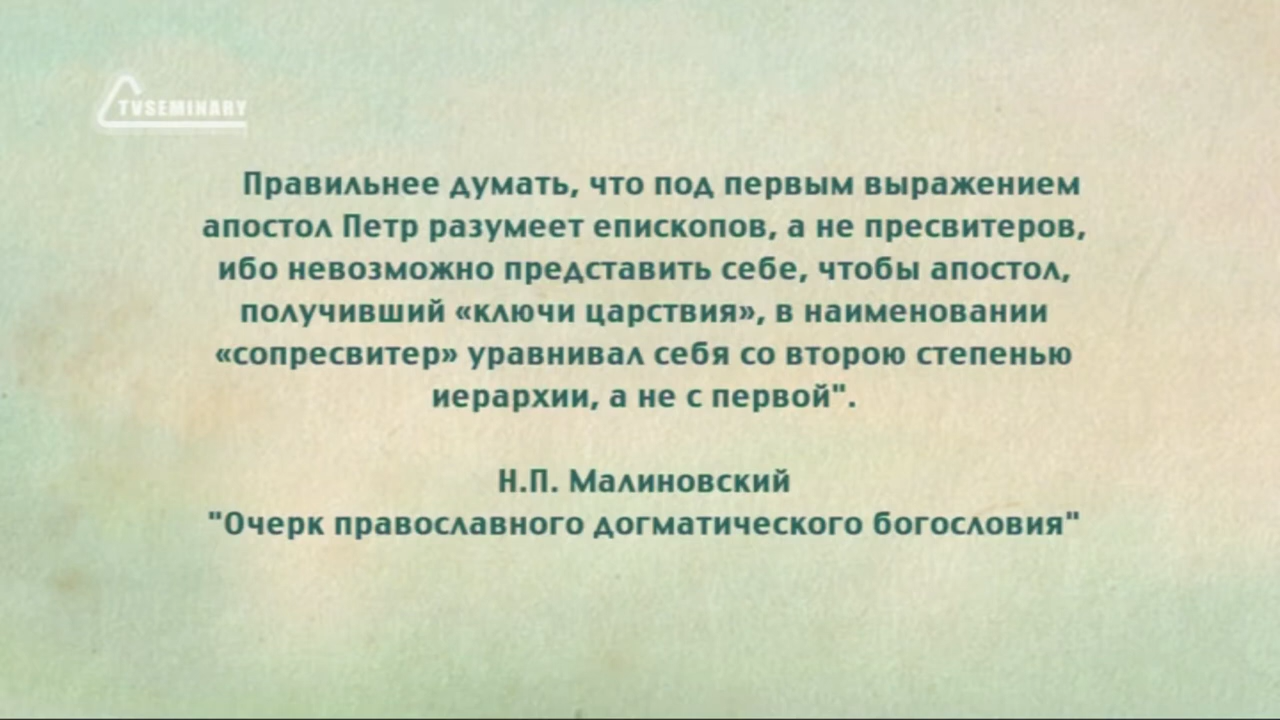 TVSEMINARY
Правильнее думать, что под первым выражением
апостол Петр разумеет епископов, а не пресвитеров,
ибо невозможно представить себе, чтобы апостол,
получивший «ключи царствия», в наименовании
«сопресвитер» уравнивал себя со второю степенью
иерархии, а не с первой".
Н.П. Малиновский
"Очерк православного догматического богословия"